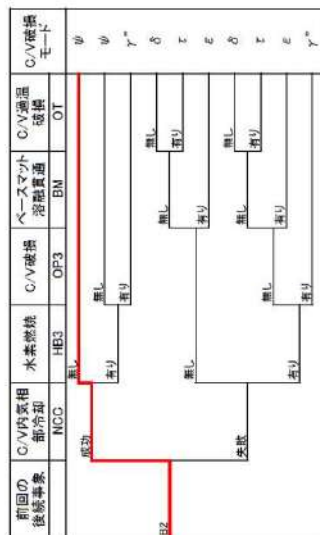 前回の
後続事象
C/V内気相
部冷却
水素燃焼
C/V破損
ベースマット
溶融貫通
C/V過温
破損
C/V破損
モード
NCC
HB3
OP3
BM
OT
B2
成功
失敗
無し
有り
無し
有り
無し
有り
無し
有り
無し
有り
無し
有り
無し
有り
無し
有り
ψ
ψ
γ"
δ
τ
ε
δ
τ
ε
γ"